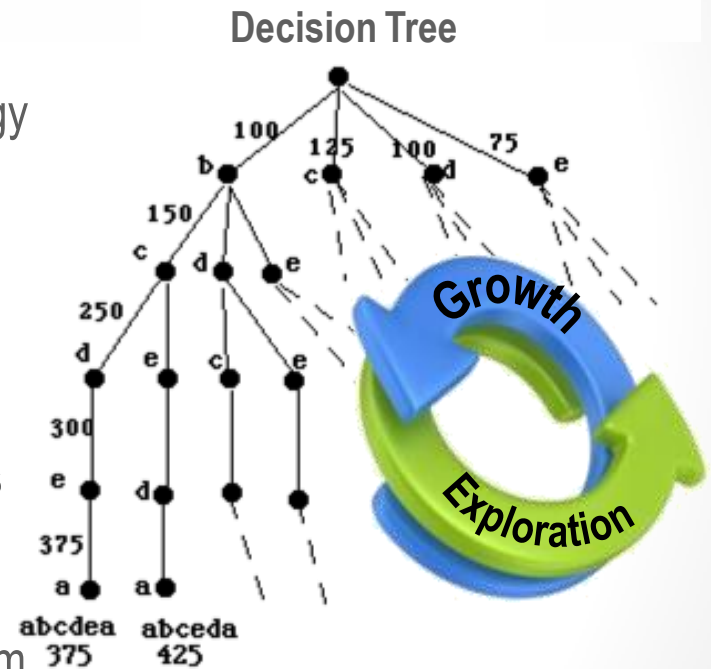 Decision Tree
gy
100
125
100
75
b
c
d
e
150
c
d
e
250
d
e
c
e
Growth
300
e
d
Exploration
375
a
a
abcdea
abceda
375
425
m